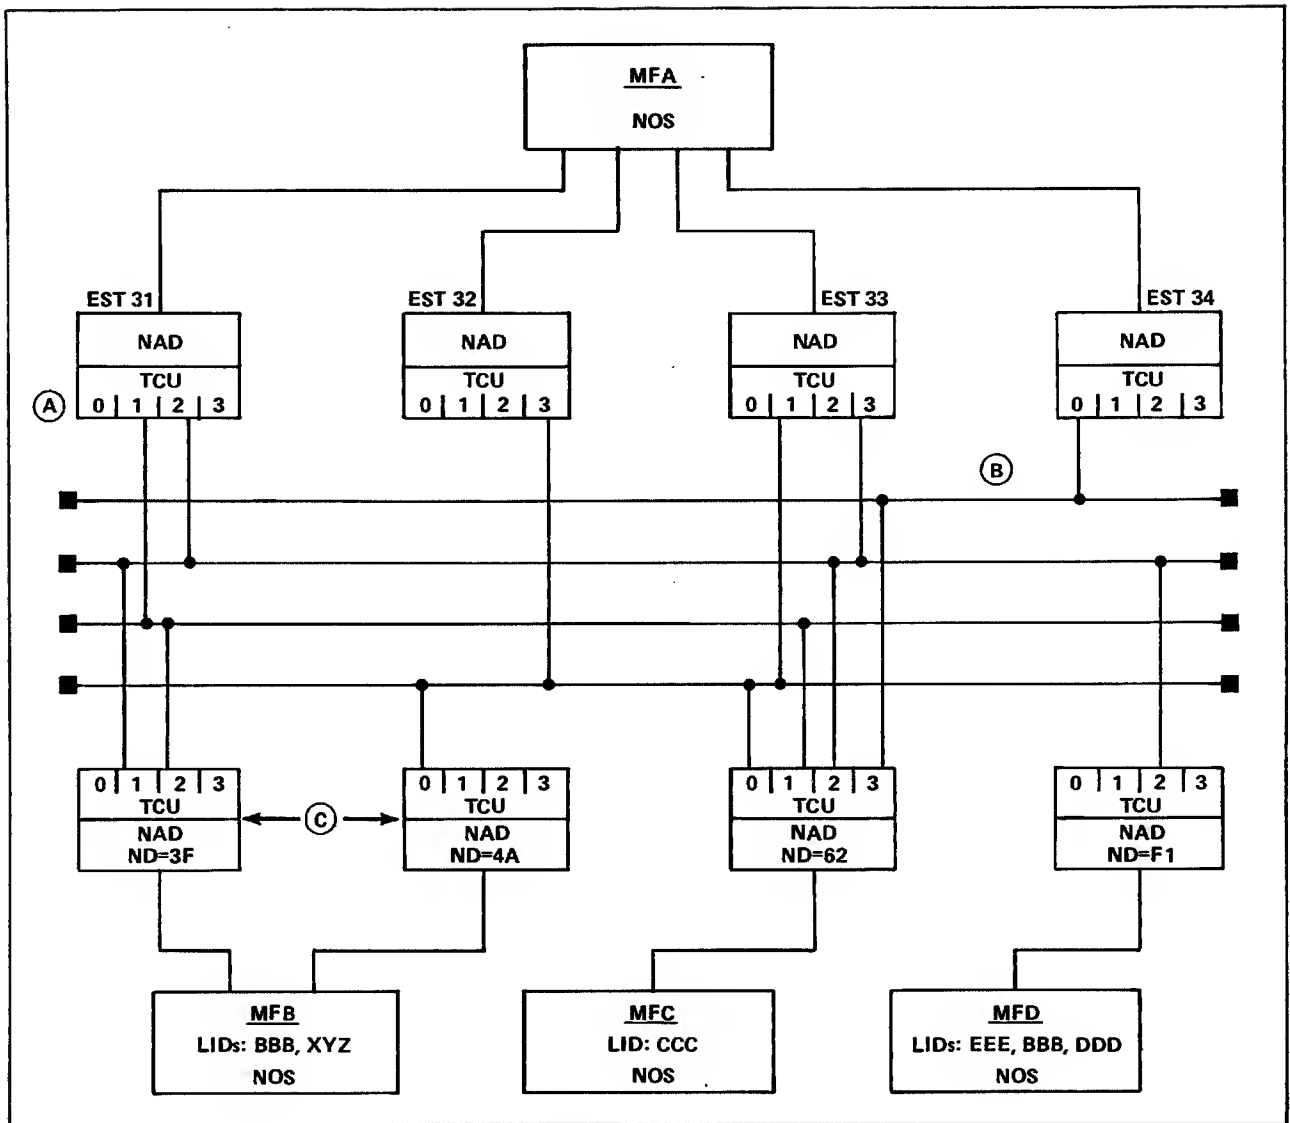 MFA
NOS
EST 31
EST 32
EST 33
EST 34
NAD
NAD
NAD
NAD
TCU
TCU
TCU
TCU
A
0 | 1 | 2 | 3
0 | 1 | 2 | 3
0 | 1 | 2 | 3
0 | 1 | 2 | 3
B
0 | 1 | 2 | 3
0 | 1 | 2 | 3
0 | 1 | 2 | 3
0 | 1 | 2 | 3
TCU
C
TCU
TCU
TCU
NAD
NAD
NAD
NAD
ND=3F
ND=4A
ND=62
ND=F1
MFB
LIDs: BBB, XYZ
NOS
MFC
LID: CCC
NOS
MFD
LIDs: EEE, BBB, DDD
NOS